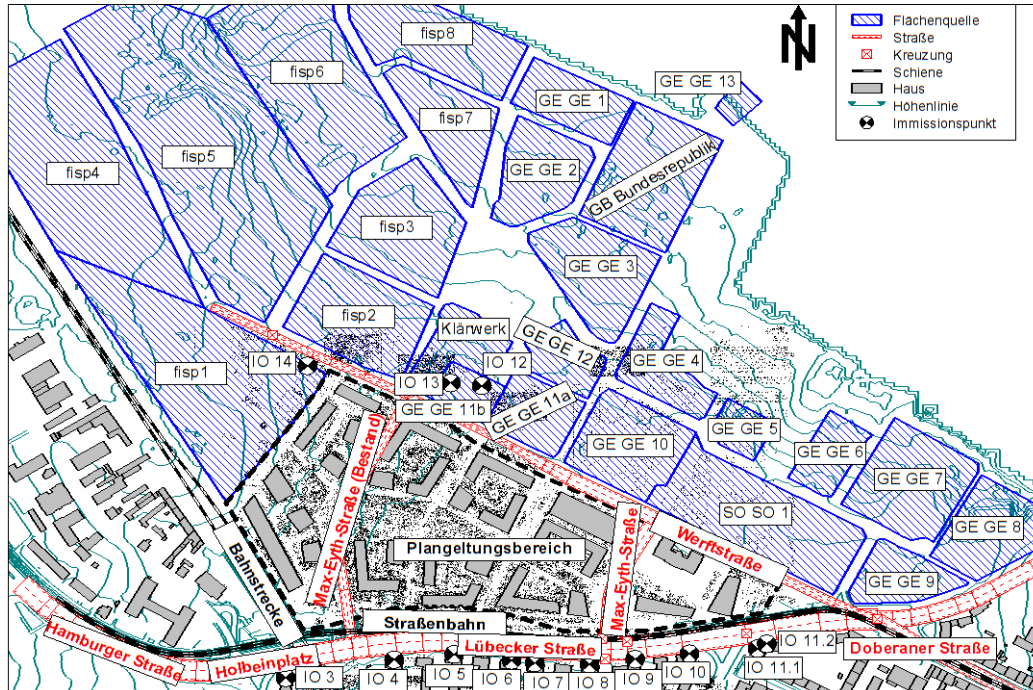 fisp8
fisp6
fisp7
fisp5
fisp4
fisp3
fisp2
fisp1
GE GE 13
GE GE 1
GE GE 2
GB Bundesrepublik
GE GE 3
GE GE 12
Klärwerk
GE GE 4
IO 14
IO 13
IO 12
GE GE 11b
GE GE 11a
GE GE 10
GE GE 5
GE GE 6
GE GE 7
GE GE 8
SO SO 1
GE GE 9
N
Flächenquelle
Straße
Kreuzung
Schiene
Haus
Höhenlinie
Immissionspunkt
Max-Eyth-Straße (Bestand)
Plangeltungsbereich
Max-Eyth-Straße
Werftstraße
Bahnstrecke
Straßenbahn
Hamburger Straße
Holbeinplatz
Lübecker Straße
Doberaner Straße
IO 3
IO 4
IO 5
IO 6
IO 7
IO 8
IO 9
IO 10
IO 11.1
IO 11.2